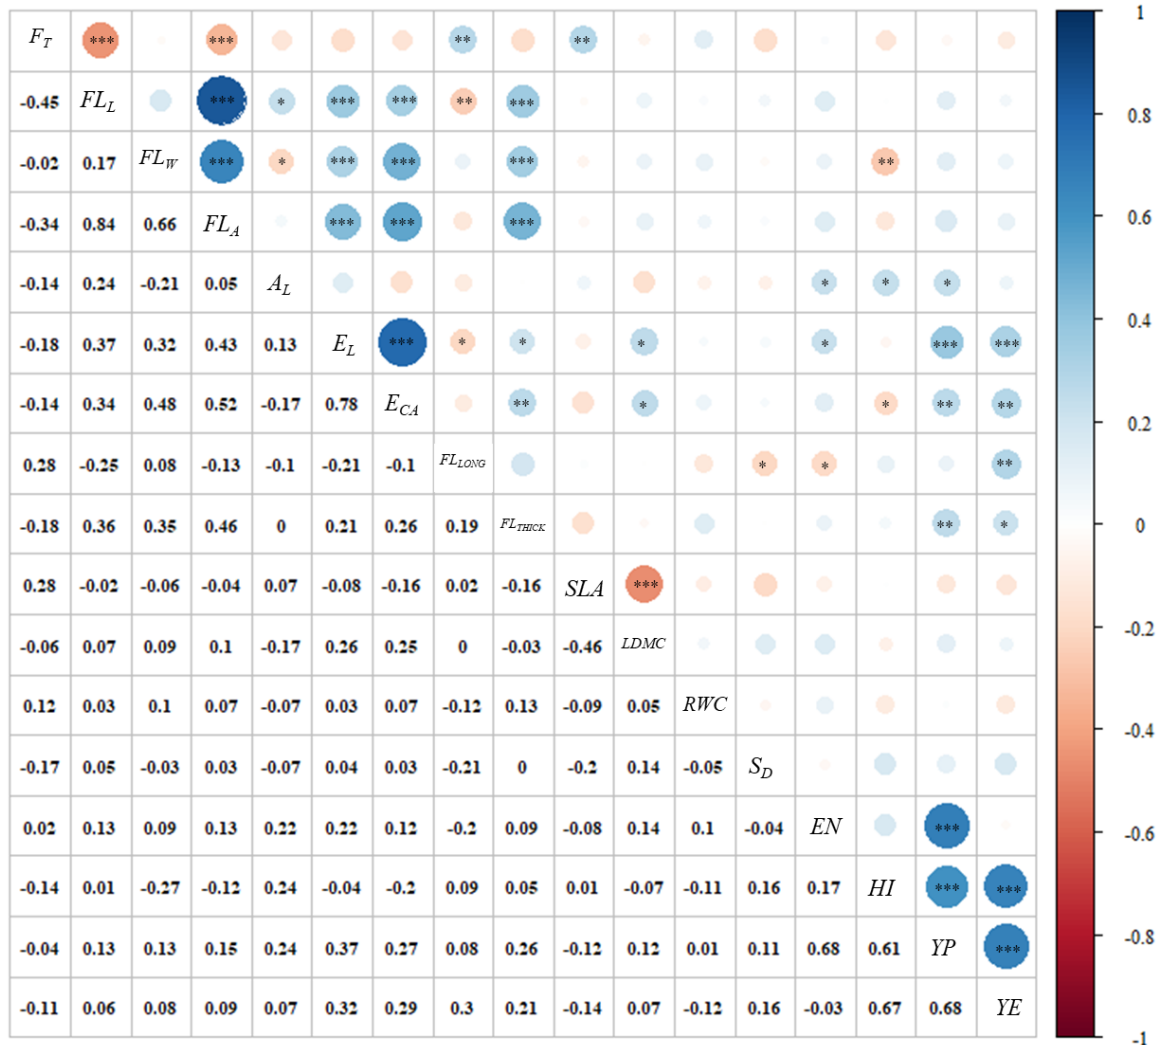 F_T *** *** ** **
-0.45 FL_L *** * *** *** ** ***
-0.02 0.17 FL_W *** * *** *** *** **
-0.34 0.84 0.66 FL_A *** *** ***
-0.14 0.24 -0.21 0.05 A_L * * *
-0.18 0.37 0.32 0.43 0.13 E_L *** * * * * *** ***
-0.14 0.34 0.48 0.52 -0.17 0.78 E_CA ** * * ** **
0.28 -0.25 0.08 -0.13 -0.1 -0.21 -0.1 FL_LONG * * **
-0.18 0.36 0.35 0.46 0 0.21 0.26 0.19 FL_THICK ** *
0.28 -0.02 -0.06 -0.04 0.07 -0.08 -0.16 0.02 -0.16 SLA ***
-0.06 0.07 0.09 0.1 -0.17 0.26 0.25 0 -0.03 -0.46 LDMC
0.12 0.03 0.1 0.07 -0.07 0.03 0.07 -0.12 0.13 -0.09 0.05 RWC
-0.17 0.05 -0.03 0.03 -0.07 0.04 0.03 -0.21 0 -0.2 0.14 -0.05 S_D
0.02 0.13 0.09 0.13 0.22 0.22 0.12 -0.2 0.09 -0.08 0.14 0.1 -0.04 EN ***
-0.14 0.01 -0.27 -0.12 0.24 -0.04 -0.2 0.09 0.05 0.01 -0.07 -0.11 0.16 0.17 HI *** ***
-0.04 0.13 0.13 0.15 0.24 0.37 0.27 0.08 0.26 -0.12 0.12 0.01 0.11 0.68 0.61 YP ***
-0.11 0.06 0.08 0.09 0.07 0.32 0.29 0.3 0.21 -0.14 0.07 -0.12 0.16 -0.03 0.67 0.68 YE
1
0.8
0.6
0.4
0.2
0
-0.2
-0.4
-0.6
-0.8
-1